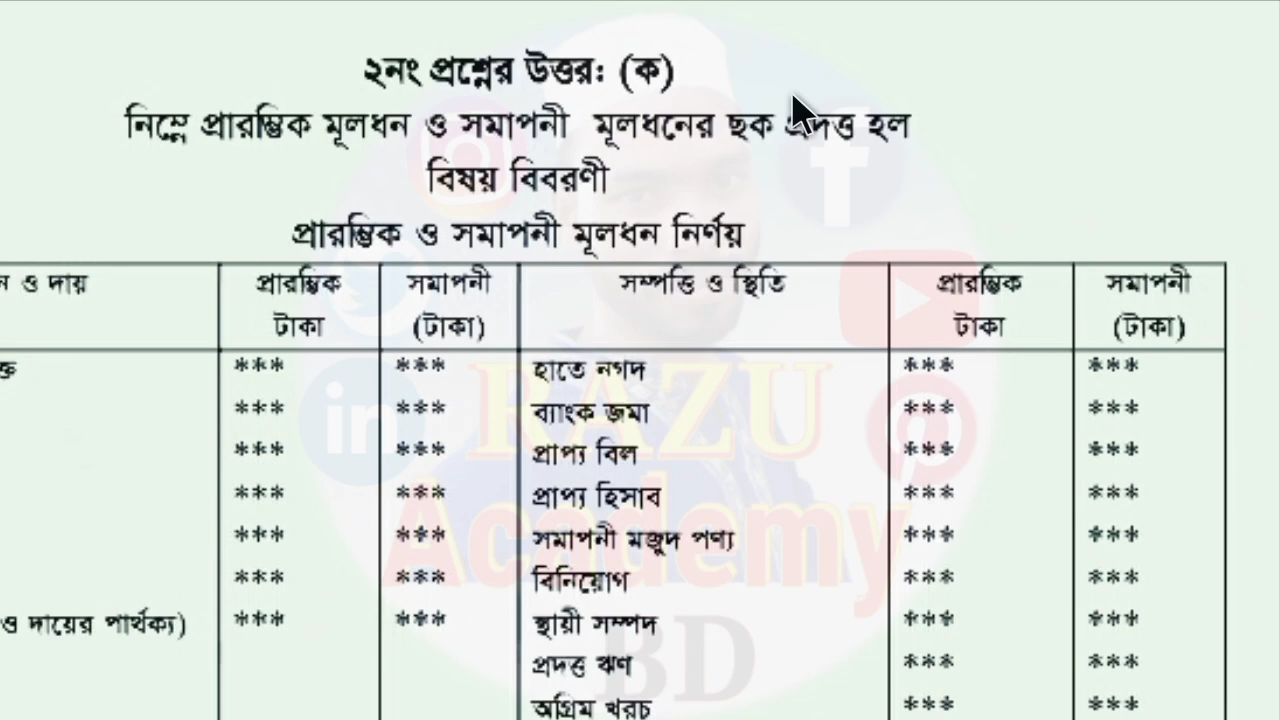 ২নং প্রশ্নের উত্তর: (ক)
নিম্নে প্রারম্ভিক মূলধন ও সমাপনী মূলধনের ছক প্রদত্ত হল
বিষয় বিবরণী
প্রারম্ভিক ও সমাপনী মূলধন নির্ণয়
ন ও দায় প্রারম্ভিক সমাপনী সম্পত্তি ও স্থিতি প্রারম্ভিক সমাপনী
টাকা (টাকা) টাকা (টাকা)
ক্ত *** *** হাতে নগদ *** ***
*** *** ব্যাংক জমা *** ***
*** *** প্রাপ্য বিল *** ***
*** *** প্রাপ্য হিসাব *** ***
*** *** সমাপনী মজুদ পণ্য *** ***
*** *** বিনিয়োগ *** ***
ও দায়ের পার্থক্য) *** *** স্থায়ী সম্পদ *** ***
প্রদত্ত ঋণ *** ***
অগ্রিম খরচ *** ***
RAZU
Academy
BD
in